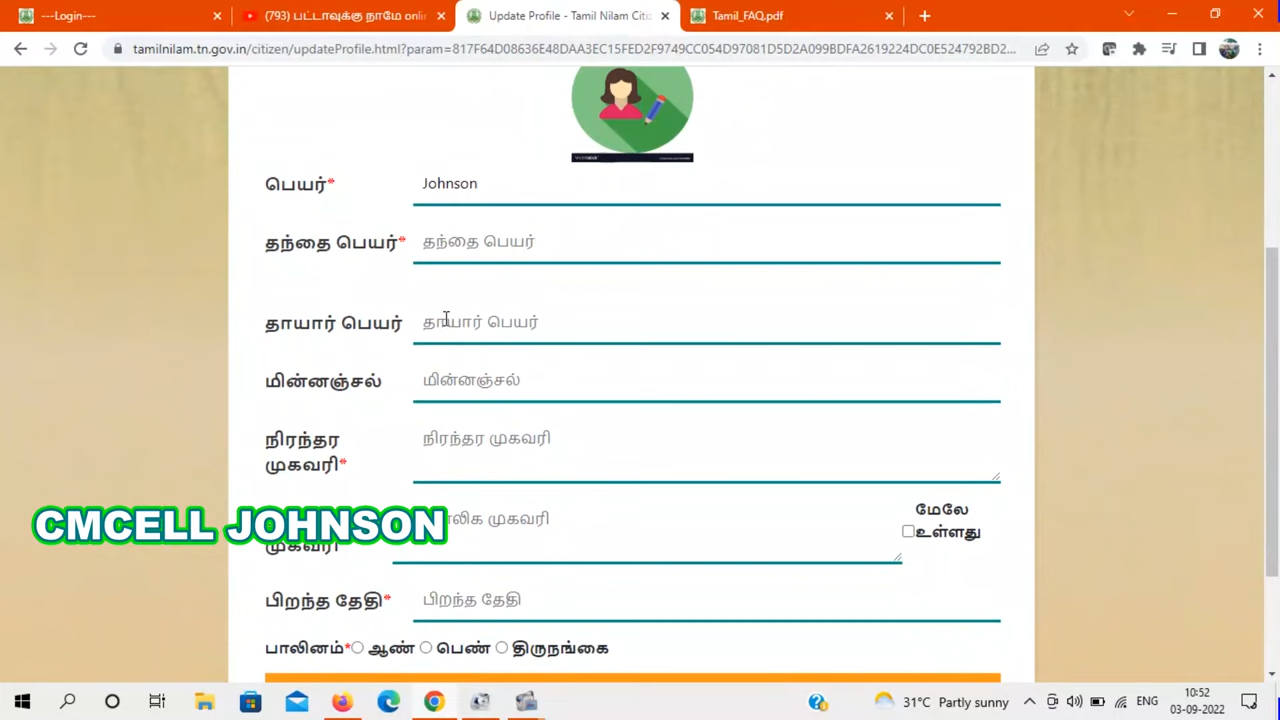 ---Login---
(793) பட்டாவுக்கு நாமே onli
Update Profile - Tamil Nilam Citi
Tamil_FAQ.pdf
tamilnilam.tn.gov.in/citizen/updateProfile.html?param=817F64D08636E48DAA3EC15FED2F9749CC054D97081D5D2A099BDFA2619224DC0E524792BD2...
பெயர்* Johnson
தந்தை பெயர்* தந்தை பெயர்
தாயார் பெயர் தாயார் பெயர்
மின்னஞ்சல் மின்னஞ்சல்
நிரந்தர முகவரி* நிரந்தர முகவரி
CMCELL JOHNSON
லிக முகவரி
முகவரி
மேலே
உள்ளது
பிறந்த தேதி* பிறந்த தேதி
பாலினம்* ஆண் பெண் திருநங்கை
31°C Partly sunny
ENG
10:52
03-09-2022